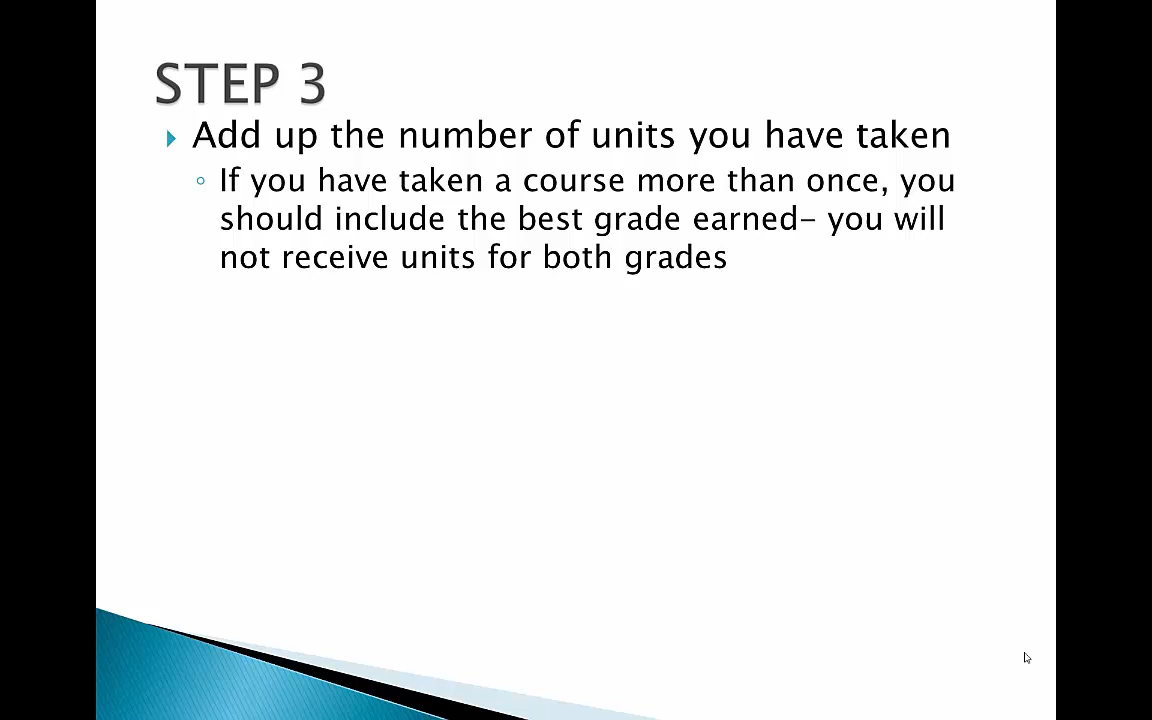 STEP 3
Add up the number of units you have taken
If you have taken a course more than once, you
should include the best grade earned– you will
not receive units for both grades